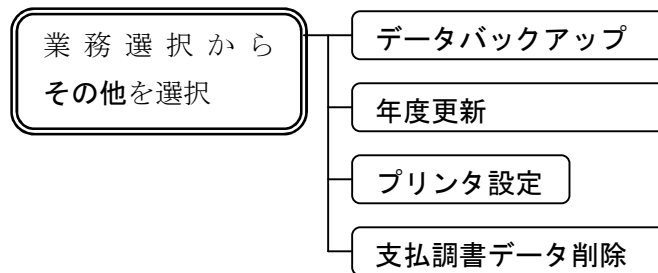 業務選択から
その他を選択
データバックアップ
年度更新
プリンタ設定
支払調書データ削除